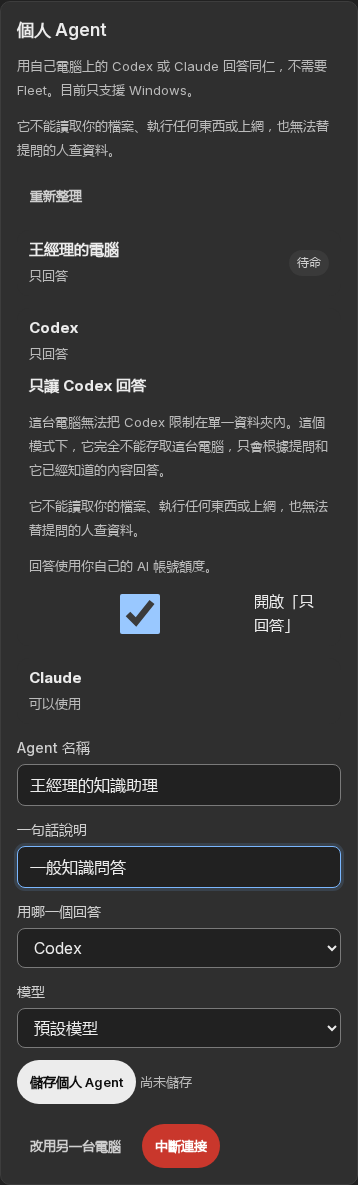 個人 Agent
用自己電腦上的 Codex 或 Claude 回答同仁，不需要
Fleet。目前只支援 Windows。
它不能讀取你的檔案、執行任何東西或上網，也無法替
提問的人查資料。
重新整理
王經理的電腦
只回答
待命
Codex
只回答
只讓 Codex 回答
這台電腦無法把 Codex 限制在單一資料夾內。這個
模式下，它完全不能存取這台電腦，只會根據提問和
它已經知道的內容回答。
它不能讀取你的檔案、執行任何東西或上網，也無法
替提問的人查資料。
回答使用你自己的 AI 帳號額度。
開啟「只
回答」
Claude
可以使用
Agent 名稱
王經理的知識助理
一句話說明
一般知識問答
用哪一個回答
Codex
模型
預設模型
儲存個人 Agent
尚未儲存
改用另一台電腦
中斷連接